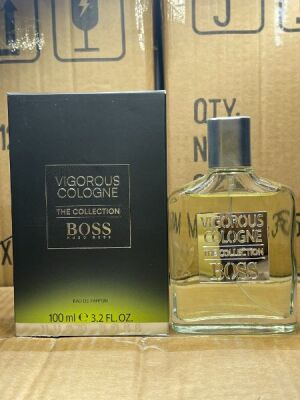 QTY.
VIGOROUS
COLOGNE
THE COLLECTION
BOSS
HUGO BOSS
EAU DE PARFUM
100 ml ℮ 3.2 FL.OZ.
VIGOROUS
COLOGNE
THE COLLECTION
BOSS